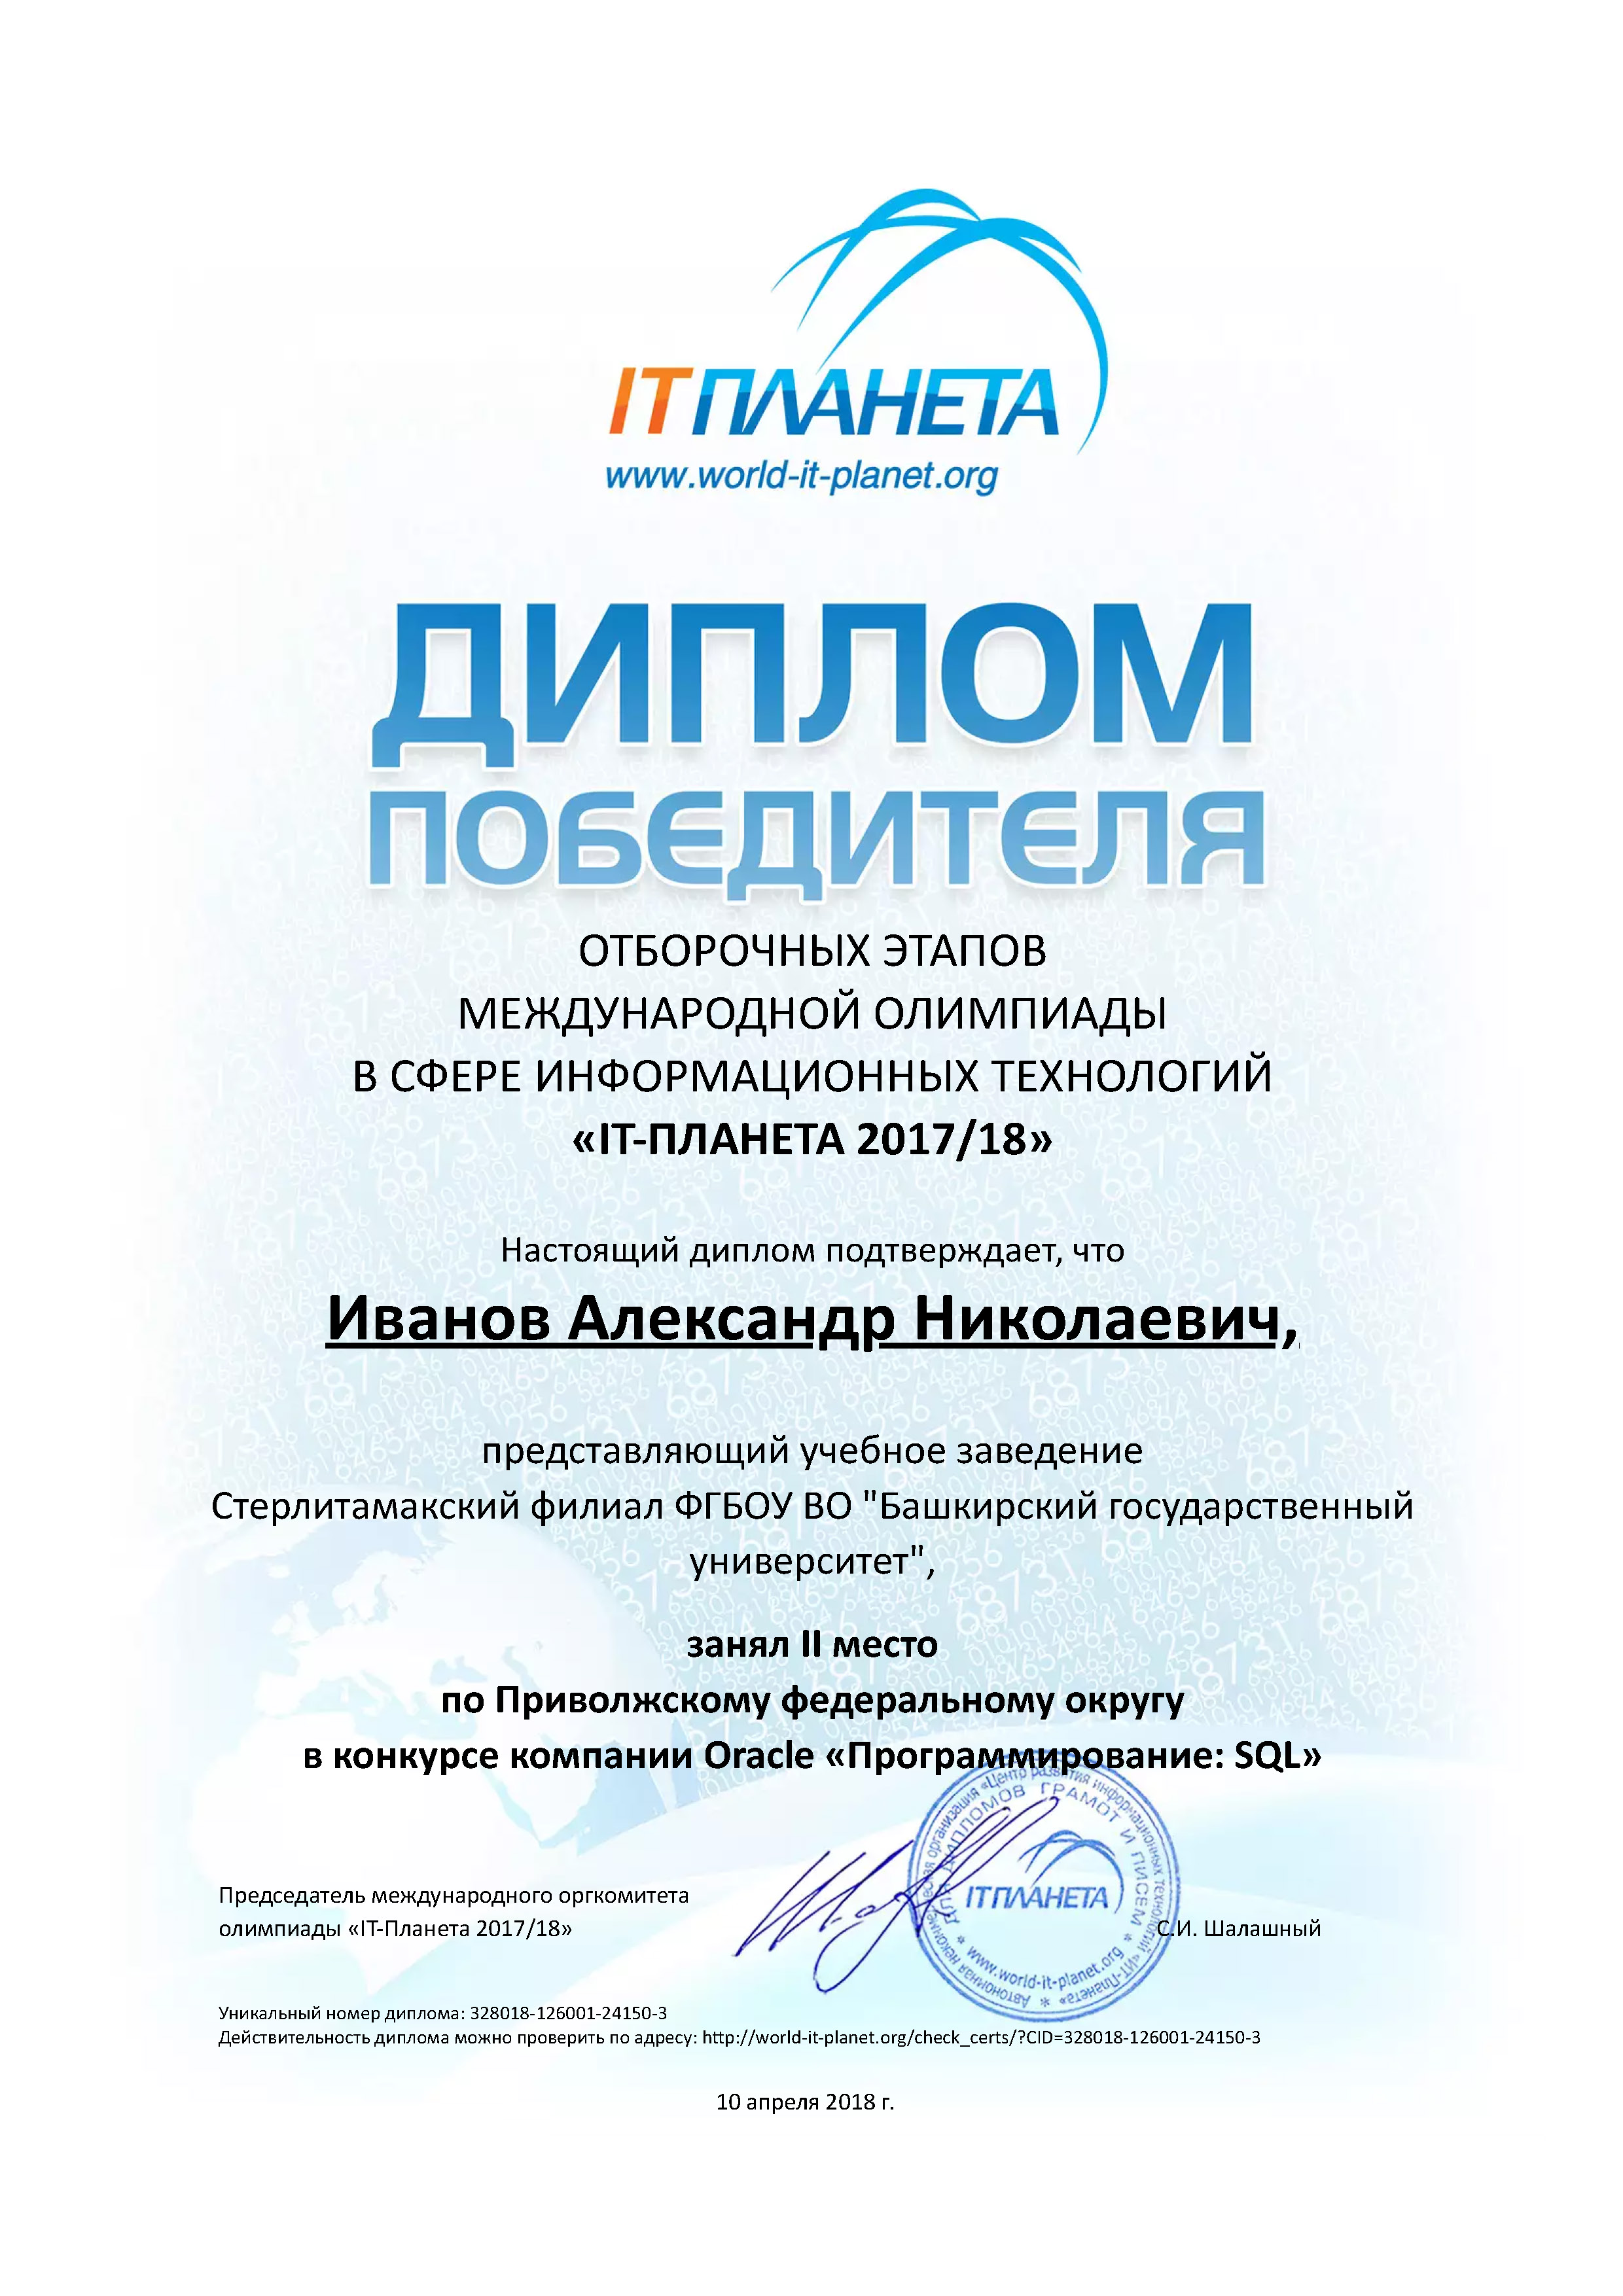 IT ПЛАНЕТА
www.world-it-planet.org
ДИПЛОМ
ПОБЕДИТЕЛЯ
ОТБОРОЧНЫХ ЭТАПОВ
МЕЖДУНАРОДНОЙ ОЛИМПИАДЫ
В СФЕРЕ ИНФОРМАЦИОННЫХ ТЕХНОЛОГИЙ
«IT-ПЛАНЕТА 2017/18»
Настоящий диплом подтверждает, что
Иванов Александр Николаевич,
представляющий учебное заведение
Стерлитамакский филиал ФГБОУ ВО "Башкирский государственный
университет",
занял II место
по Приволжскому федеральному округу
в конкурсе компании Oracle «Программирование: SQL»
Автономная некоммерческая организация «Центр развития информационных технологий «ИТ-Планета»
ДЛЯ ДИПЛОМОВ ГРАМОТ И ПИСЕМ
IT ПЛАНЕТА
www.world-it-planet.org
Председатель международного оргкомитета
олимпиады «IT-Планета 2017/18»
С.И. Шалашный
Уникальный номер диплома: 328018-126001-24150-3
Действительность диплома можно проверить по адресу: http://world-it-planet.org/check_certs/?CID=328018-126001-24150-3
10 апреля 2018 г.